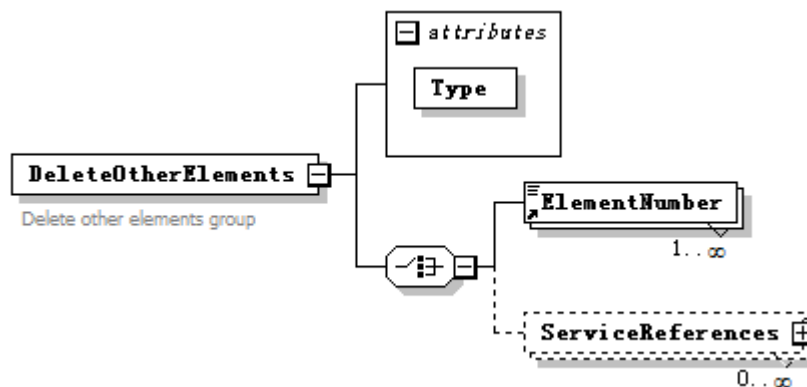 attributes
Type
DeleteOtherElements
Delete other elements group
ElementNumber
1..∞
ServiceReferences
0..∞